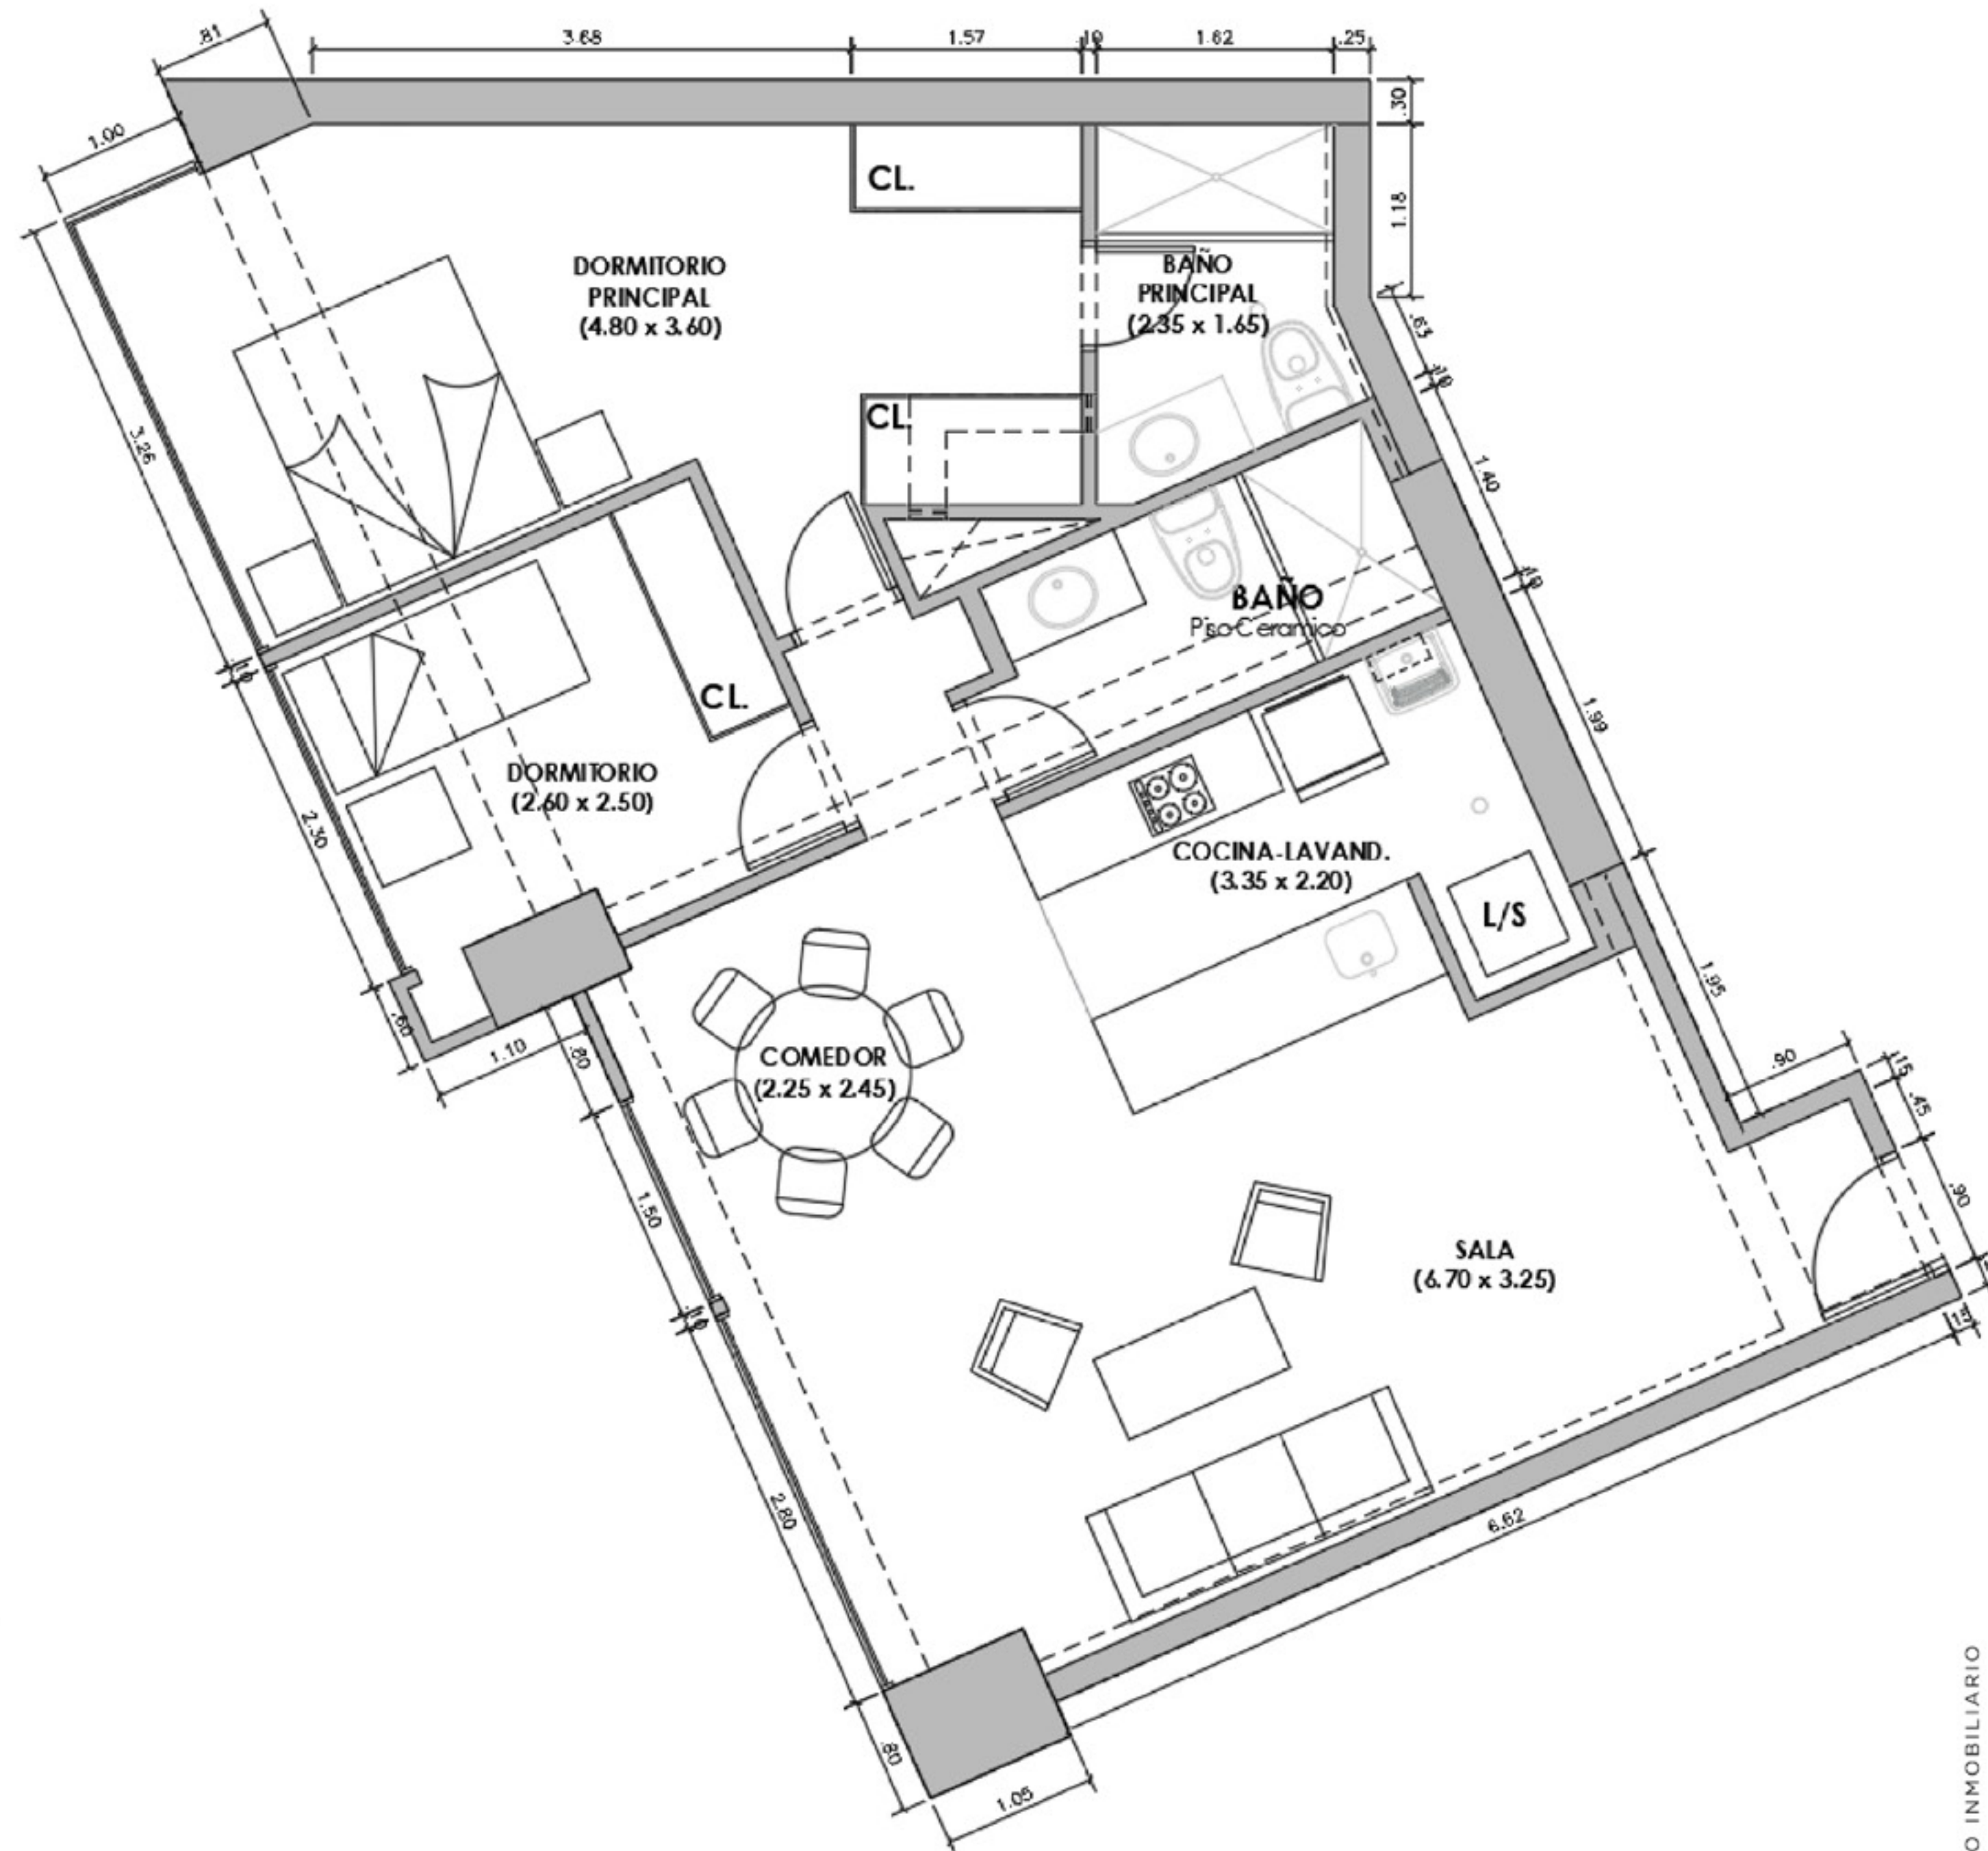 .81
3.68
1.57
.10
1.62
.25
.30
1.00
1.18
CL.
DORMITORIO
PRINCIPAL
(4.80 x 3.60)
BAÑO
PRINCIPAL
(2.35 x 1.65)
.63
.10
CL.
3.26
1.40
.10
BAÑO
Piso Ceramico
CL.
1.99
DORMITORIO
(2.60 x 2.50)
2.30
COCINA-LAVAND.
(3.35 x 2.20)
L/S
1.95
.60
1.10
.80
COMEDOR
(2.25 x 2.45)
.90
.15
.45
.90
1.50
SALA
(6.70 x 3.25)
.15
2.80
6.62
.80
1.05
O INMOBILIARIO